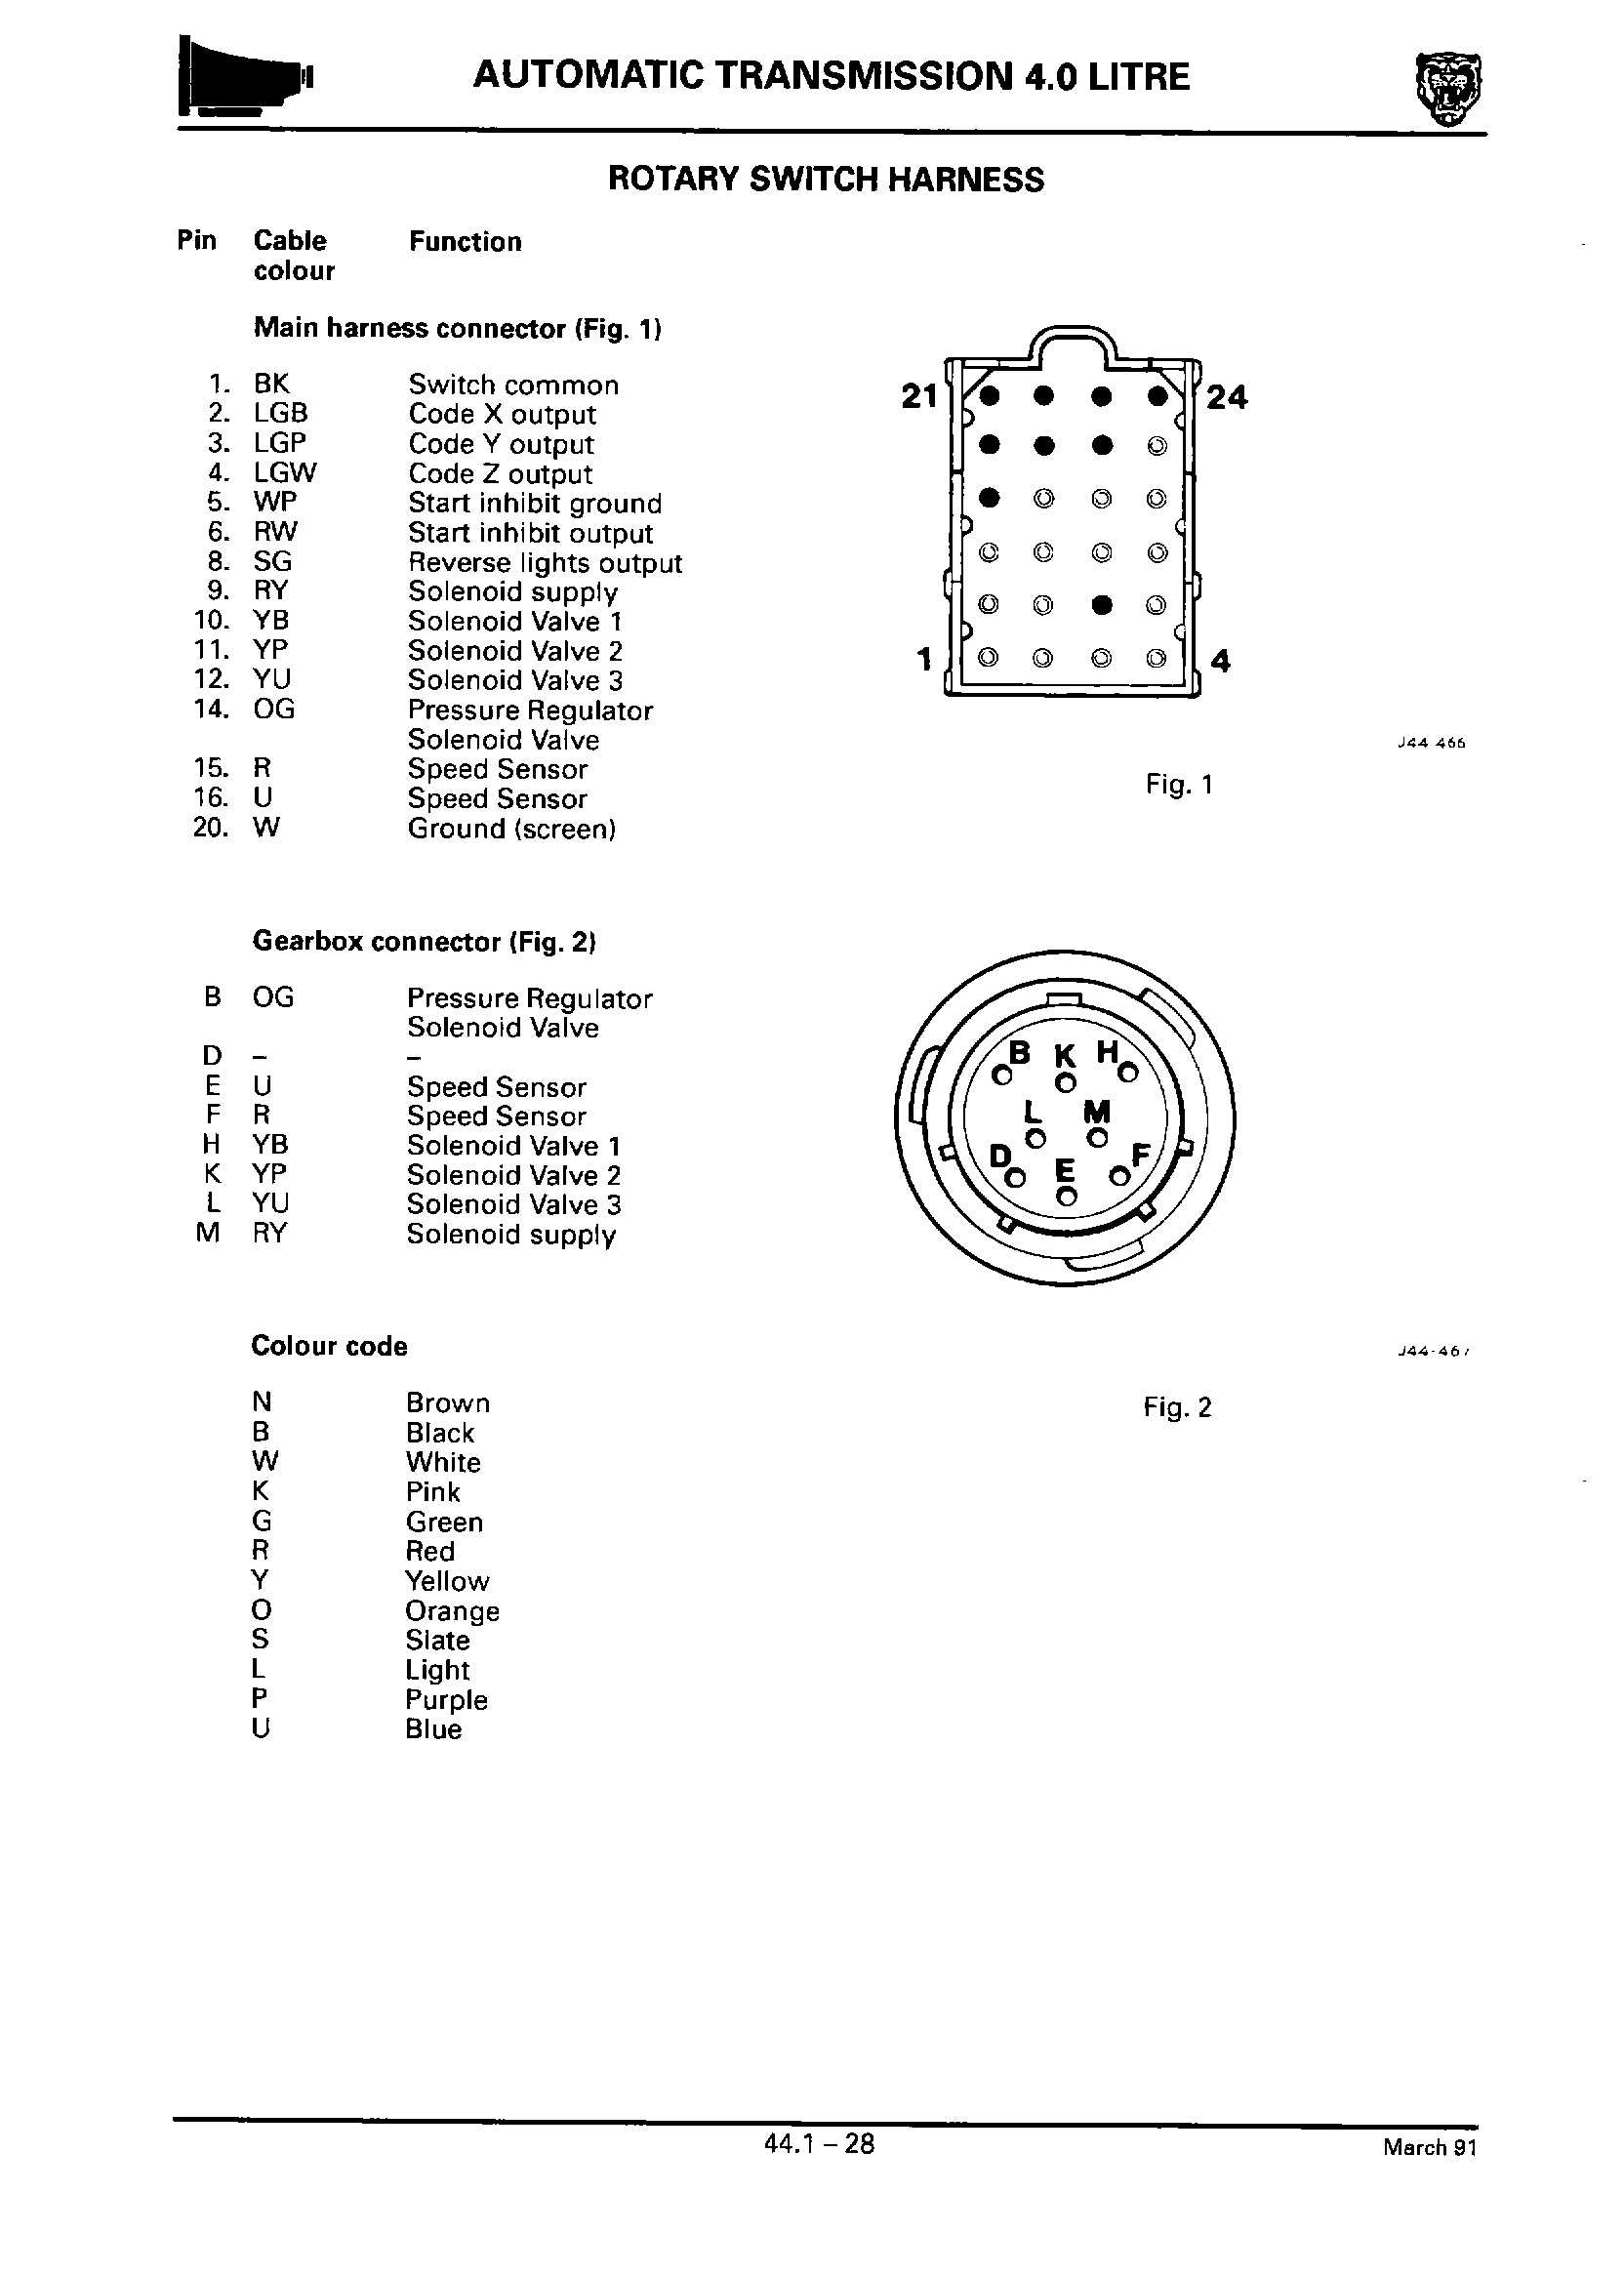 AUTOMATIC TRANSMISSION 4.0 LITRE
ROTARY SWITCH HARNESS
Pin Cable colour Function
Main harness connector (Fig. 1)
1. BK Switch common
2. LGB Code X output
3. LGP Code Y output
4. LGW Code Z output
5. WP Start inhibit ground
6. RW Start inhibit output
8. SG Reverse lights output
9. RY Solenoid supply
10. YB Solenoid Valve 1
11. YP Solenoid Valve 2
12. YU Solenoid Valve 3
14. OG Pressure Regulator
Solenoid Valve
15. R Speed Sensor
16. U Speed Sensor
20. W Ground (screen)
21 24
1 4
J44 466
Fig. 1
Gearbox connector (Fig. 2)
B OG Pressure Regulator
Solenoid Valve
D – –
E U Speed Sensor
F R Speed Sensor
H YB Solenoid Valve 1
K YP Solenoid Valve 2
L YU Solenoid Valve 3
M RY Solenoid supply
B K H
L M
D E F
J44-467
Fig. 2
Colour code
N Brown
B Black
W White
K Pink
G Green
R Red
Y Yellow
O Orange
S Slate
L Light
P Purple
U Blue
44.1 – 28
March 91